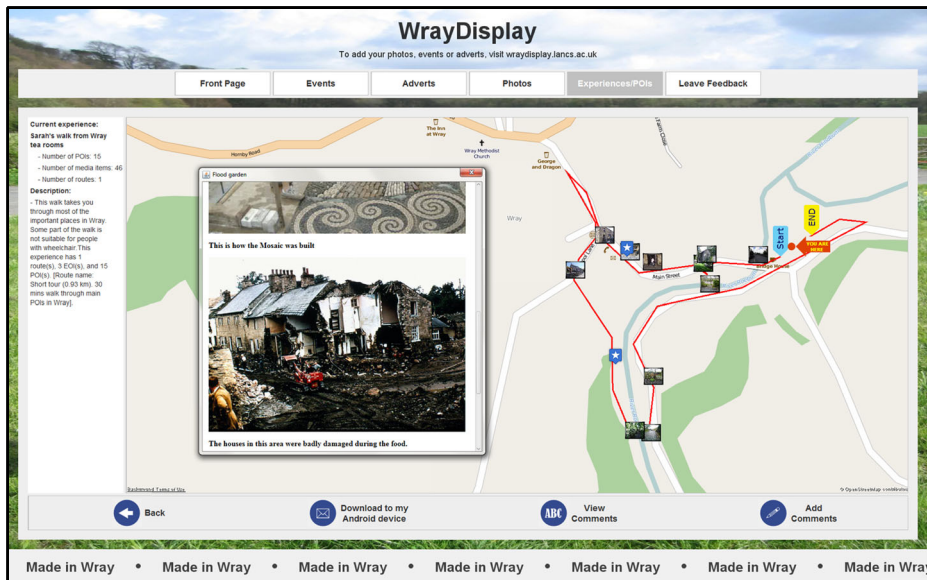 WrayDisplay
To add your photos, events or adverts, visit wraydisplay.lancs.ac.uk
Front Page
Events
Adverts
Photos
Experiences/POIs
Leave Feedback
Current experience:
Sarah's walk from Wray
tea rooms
- Number of POIs: 15
- Number of media items: 46
- Number of routes: 1
Description:
- This walk takes you
through most of the
important places in Wray.
Some part of the walk is
not suitable for people
with wheelchair. This
experience has 1
route(s), 3 EOI(s), and 15
POI(s). [Route name:
Short tour (0.93 km). 30
mins walk through main
POIs in Wray].
Hornby Road
The Inn
at Wray
Wray Methodist
Church
George
and Dragon
Wray
Main Street
Start
END
YOU ARE
HERE
Bridge House
Flood garden
This is how the Mosaic was built
The houses in this area were badly damaged during the food.
Background Terms of Use
Back
Download to my
Android device
ABC
View
Comments
Add
Comments
Made in Wray • Made in Wray • Made in Wray • Made in Wray • Made in Wray • Made in Wray • Made in Wray